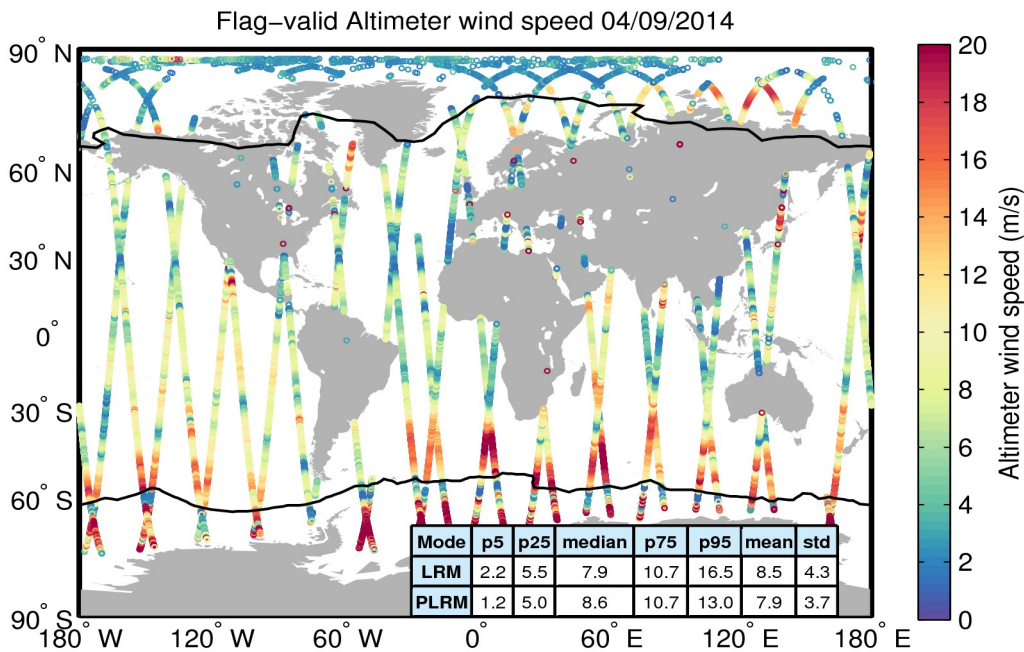 Flag−valid Altimeter wind speed 04/09/2014
90° N
60° N
30° N
0°
30° S
60° S
90° S
180° W
120° W
60° W
0°
60° E
120° E
180° E
Mode p5 p25 median p75 p95 mean std
LRM 2.2 5.5 7.9 10.7 16.5 8.5 4.3
PLRM 1.2 5.0 8.6 10.7 13.0 7.9 3.7
20
18
16
14
12
10
8
6
4
2
0
Altimeter wind speed (m/s)